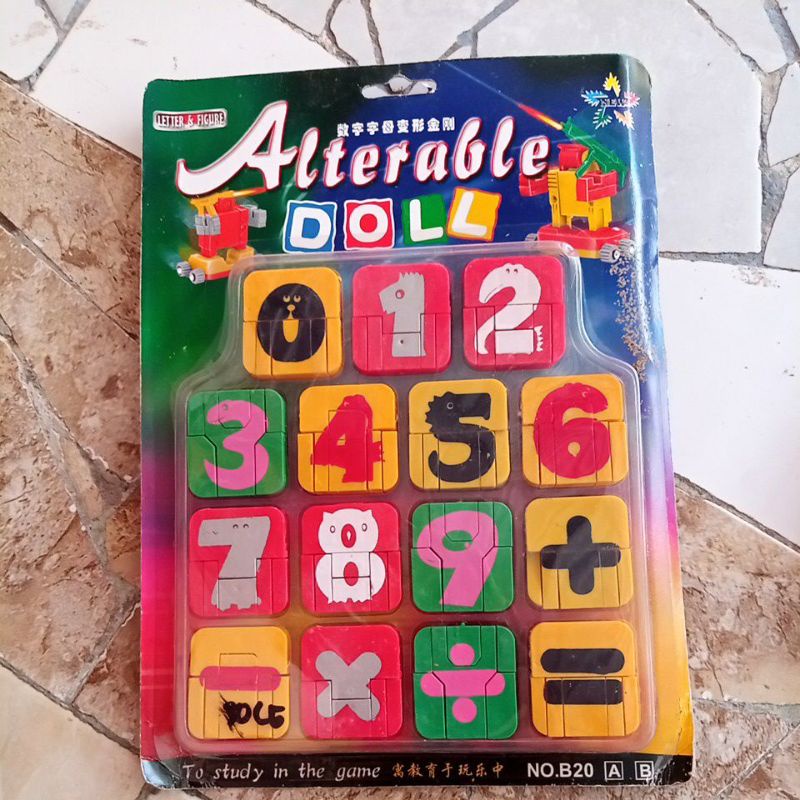 LETTER & FIGURE
数字字母变形金刚
NEW
Alterable
DOLL
0 1 2
3 4 5 6
7 8 9 +
− × ÷ =
To study in the game 寓教育于玩乐中 NO.B20 A B